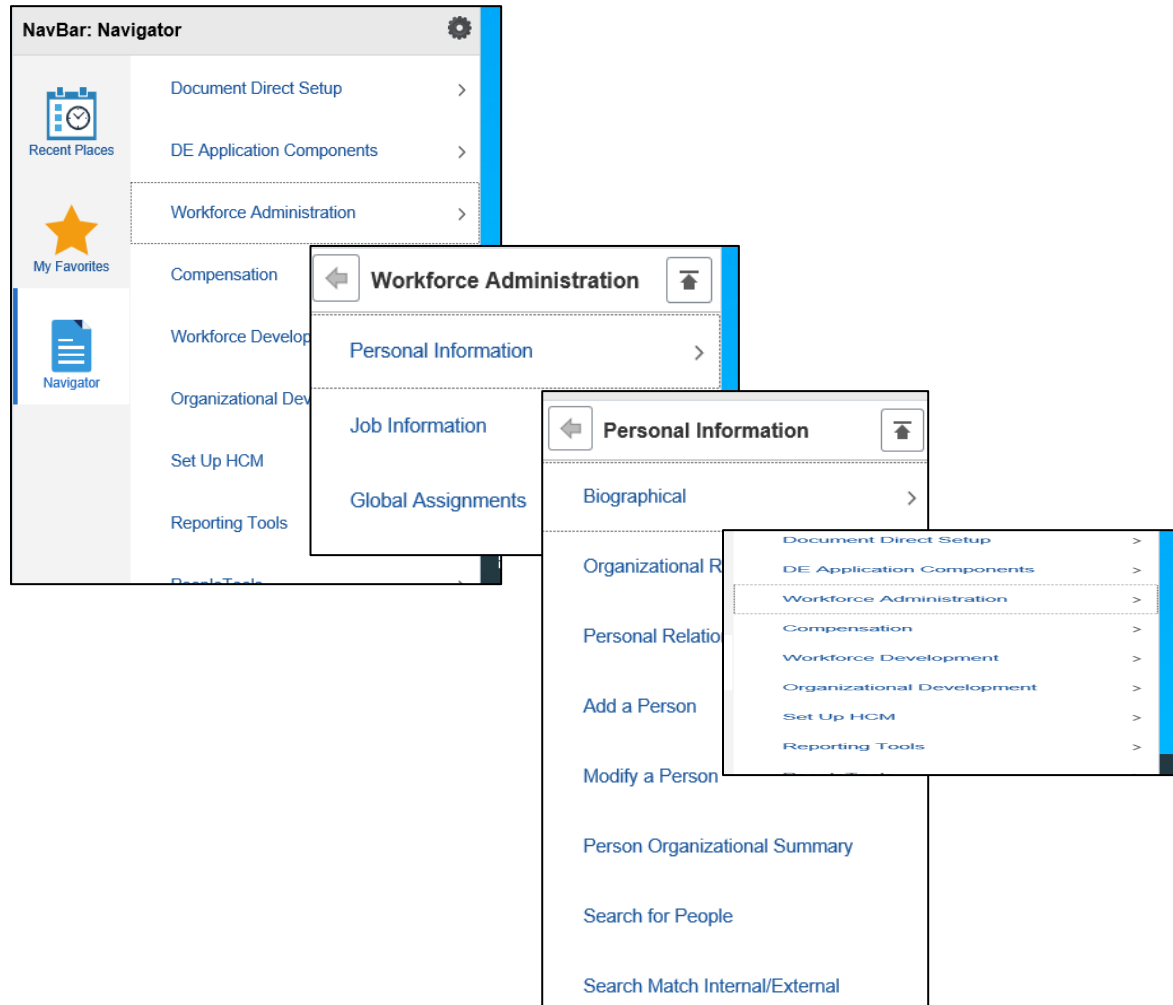 NavBar: Navigator
Recent Places
My Favorites
Navigator
Document Direct Setup
DE Application Components
Workforce Administration
Compensation
Workforce Develop
Organizational Dev
Set Up HCM
Reporting Tools
Workforce Administration
Personal Information
Job Information
Global Assignments
Personal Information
Biographical
Organizational R
Personal Relatio
Add a Person
Modify a Person
Person Organizational Summary
Search for People
Search Match Internal/External
Document Direct Setup
DE Application Components
Workforce Administration
Compensation
Workforce Development
Organizational Development
Set Up HCM
Reporting Tools